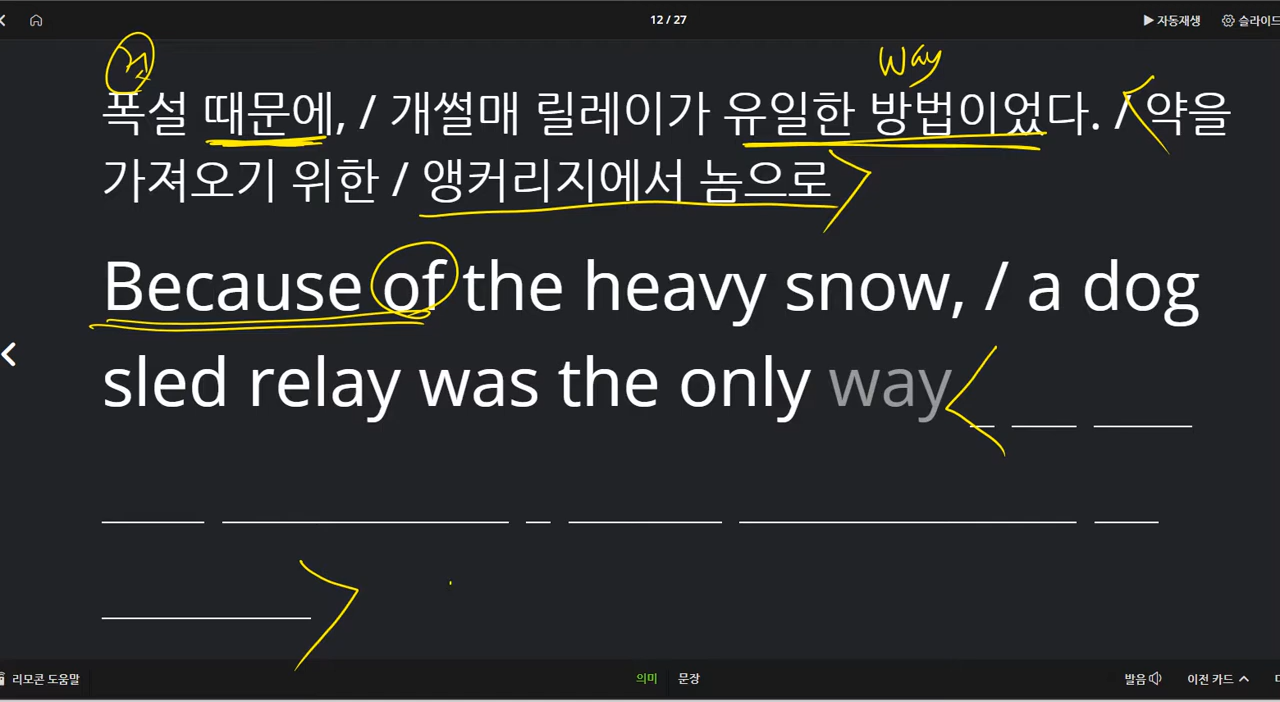 12 / 27
▶ 자동재생
슬라이드
way
폭설 때문에, / 개썰매 릴레이가 유일한 방법이었다. / 약을
가져오기 위한 / 앵커리지에서 놈으로
Because of the heavy snow, / a dog
sled relay was the only way
리모콘 도움말
의미
문장
발음
이전 카드